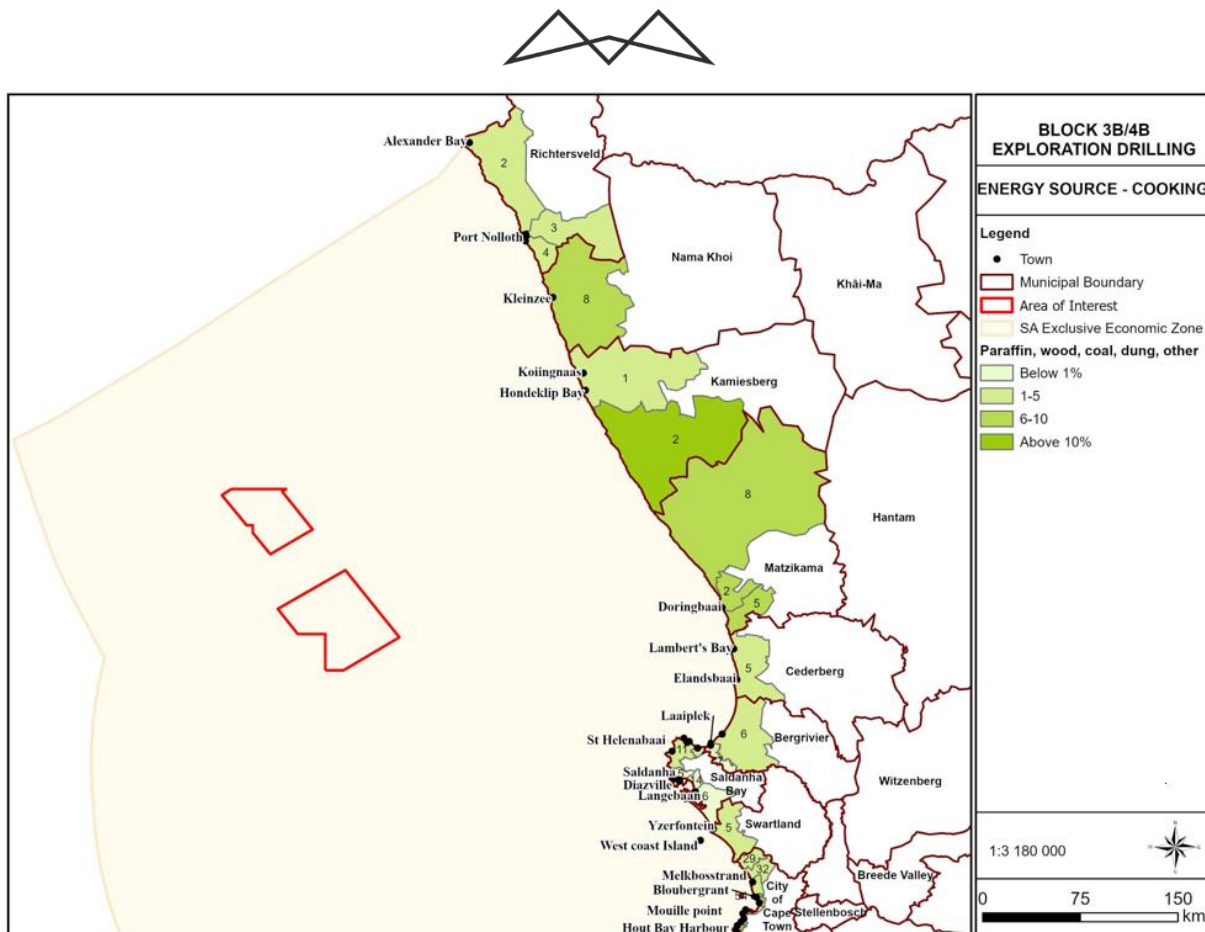 Alexander Bay
Richtersveld
2
3
Port Nolloth
4
Nama Khoi
Khâi-Ma
Kleinzee
8
Koiingnaas
1
Kamiesberg
Hondeklip Bay
2
8
Hantam
Matzikama
2
5
Doringbaai
Lambert's Bay
5
Cederberg
Elandsbaai
Laaiplek
6
Bergrivier
St Helenabaai
11
Witzenberg
Saldanha
5
Saldanha
Bay
Diazville
Langebaan
6
Swartland
Yzerfontein
5
West coast Island
29
32
Melkbosstrand
Breede Valley
Bloubergrant
City
of
Cape
Town
Stellenbosch
Mouille point
Hout Bay Harbour
BLOCK 3B/4B
EXPLORATION DRILLING
ENERGY SOURCE - COOKING
Legend
Town
Municipal Boundary
Area of Interest
SA Exclusive Economic Zone
Paraffin, wood, coal, dung, other
Below 1%
1-5
6-10
Above 10%
1:3 180 000
0 75 150
km